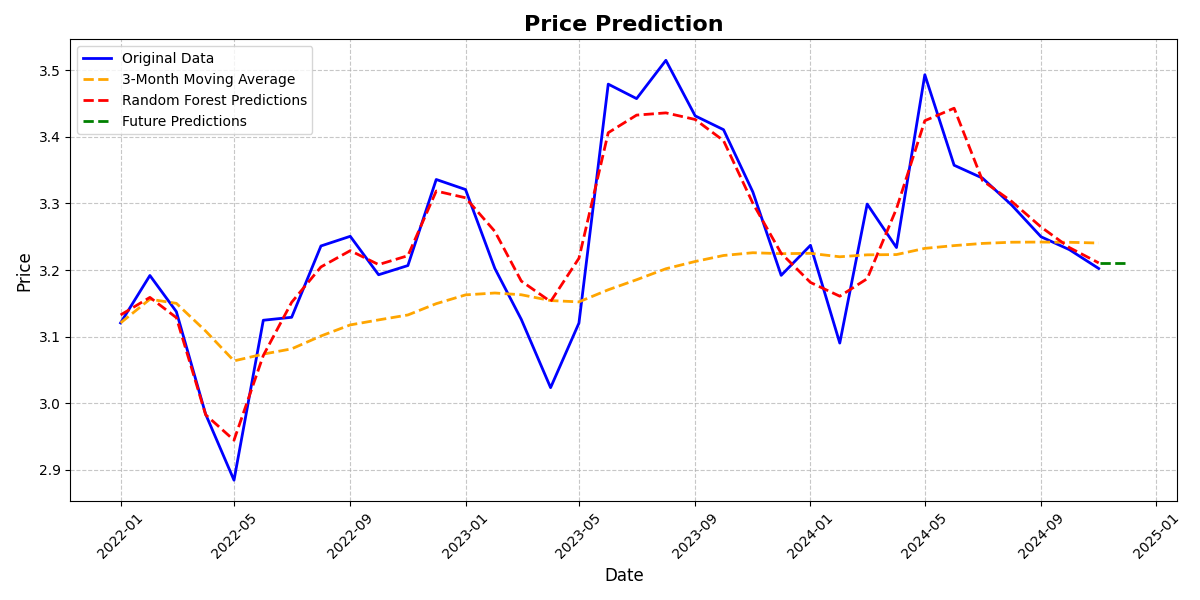 Price Prediction
Original Data
3-Month Moving Average
Random Forest Predictions
Future Predictions
Price
3.5
3.4
3.3
3.2
3.1
3.0
2.9
2022-01
2022-05
2022-09
2023-01
2023-05
2023-09
2024-01
2024-05
2024-09
2025-01
Date